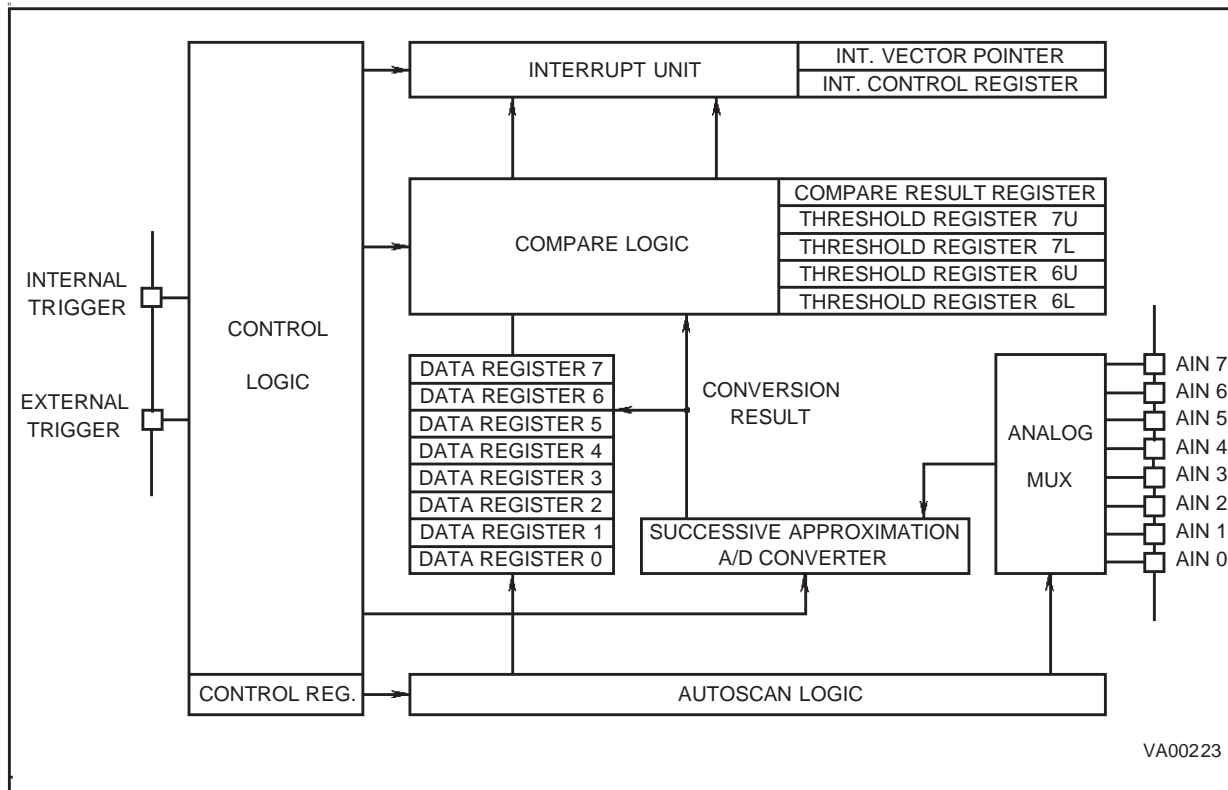 INTERRUPT UNIT
INT. VECTOR POINTER
INT. CONTROL REGISTER
COMPARE LOGIC
COMPARE RESULT REGISTER
THRESHOLD REGISTER 7U
THRESHOLD REGISTER 7L
THRESHOLD REGISTER 6U
THRESHOLD REGISTER 6L
INTERNAL
TRIGGER
EXTERNAL
TRIGGER
CONTROL
LOGIC
DATA REGISTER 7
DATA REGISTER 6
DATA REGISTER 5
DATA REGISTER 4
DATA REGISTER 3
DATA REGISTER 2
DATA REGISTER 1
DATA REGISTER 0
CONVERSION
RESULT
SUCCESSIVE APPROXIMATION
A/D CONVERTER
ANALOG
MUX
AIN 7
AIN 6
AIN 5
AIN 4
AIN 3
AIN 2
AIN 1
AIN 0
CONTROL REG.
AUTOSCAN LOGIC
VA00223